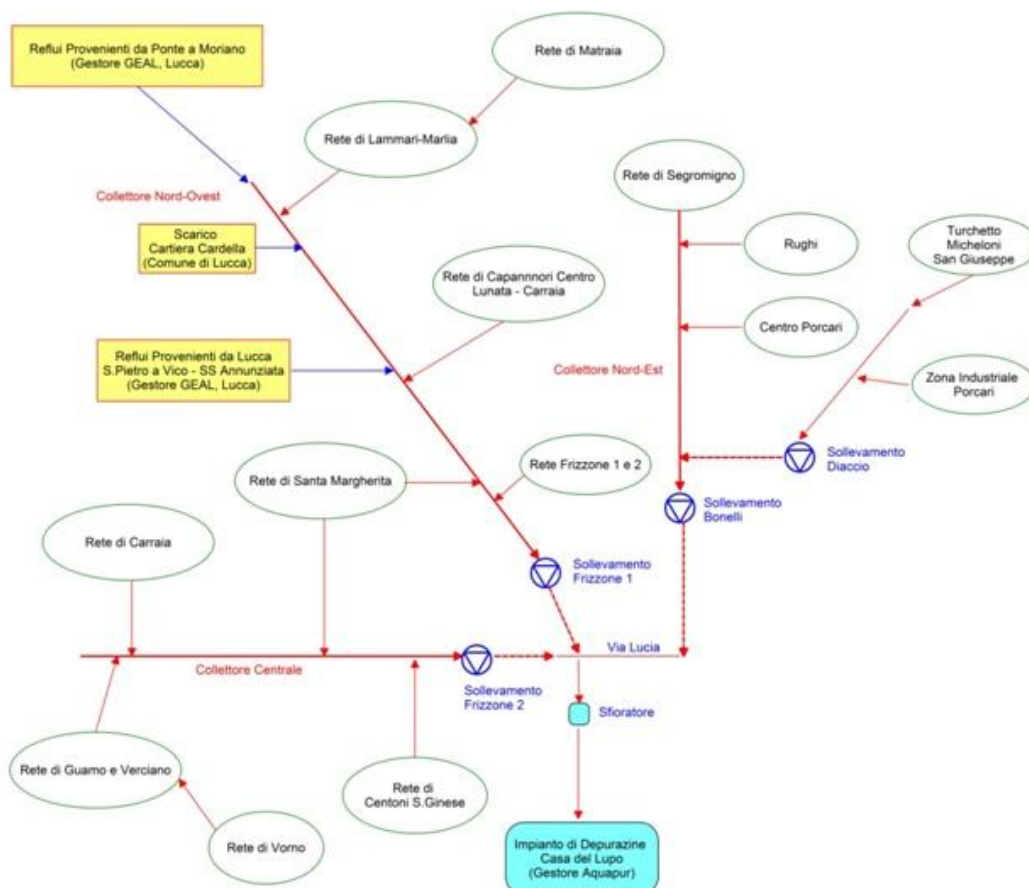 Reflui Provenienti da Ponte a Moriano
(Gestore GEAL, Lucca)
Rete di Matraia
Rete di Lammari-Marlia
Collettore Nord-Ovest
Rete di Segromigno
Scarico
Cartiera Cardella
(Comune di Lucca)
Rughi
Turchetto
Micheloni
San Giuseppe
Rete di Capannnori Centro
Lunata - Carraia
Centro Porcari
Reflui Provenienti da Lucca
S.Pietro a Vico - SS Annunziata
(Gestore GEAL, Lucca)
Collettore Nord-Est
Zona Industriale
Porcari
Rete di Santa Margherita
Rete Frizzone 1 e 2
Sollevamento
Diaccio
Sollevamento
Bonelli
Rete di Carraia
Sollevamento
Frizzone 1
Via Lucia
Collettore Centrale
Sollevamento
Frizzone 2
Sfioratore
Rete di Guamo e Verciano
Rete di
Centoni S.Ginese
Rete di Vorno
Impianto di Depurazine
Casa del Lupo
(Gestore Aquapur)